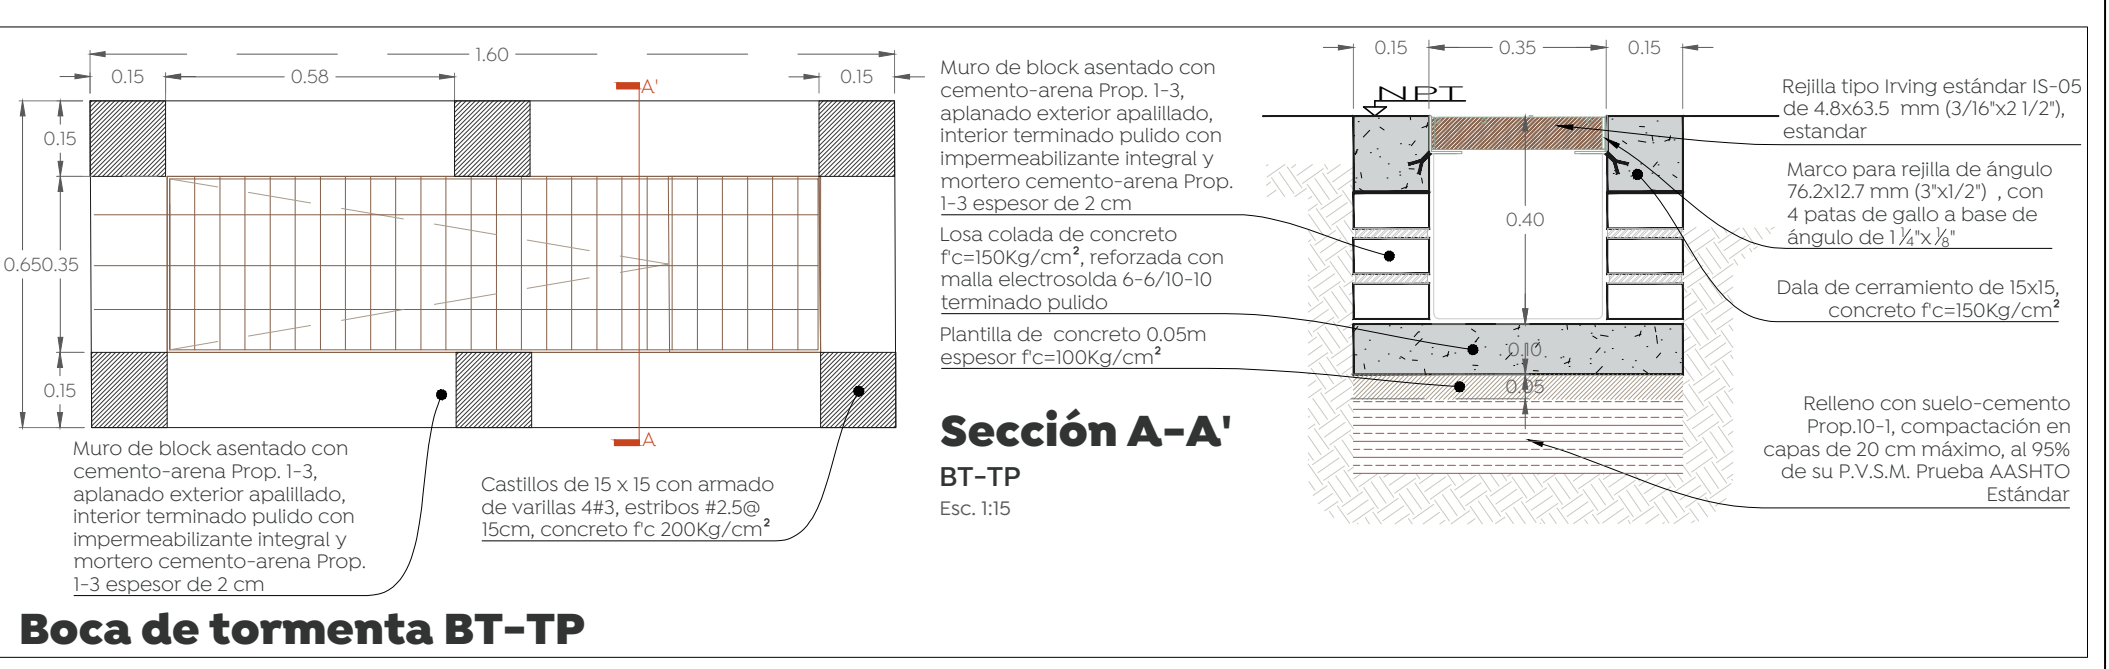 1.60
0.15
0.58
0.15
A'
0.15
0.65
0.35
0.15
A
Muro de block asentado con
cemento-arena Prop. 1-3,
aplanado exterior apalillado,
interior terminado pulido con
impermeabilizante integral y
mortero cemento-arena Prop.
1-3 espesor de 2 cm
Castillos de 15 x 15 con armado
de varillas 4#3, estribos #2.5@
15cm, concreto f'c 200Kg/cm²
Boca de tormenta BT-TP
Muro de block asentado con
cemento-arena Prop. 1-3,
aplanado exterior apalillado,
interior terminado pulido con
impermeabilizante integral y
mortero cemento-arena Prop.
1-3 espesor de 2 cm
Losa colada de concreto
f'c=150Kg/cm², reforzada con
malla electrosolda 6-6/10-10
terminado pulido
Plantilla de concreto 0.05m
espesor f'c=100Kg/cm²
Sección A-A'
BT-TP
Esc. 1:15
0.15
0.35
0.15
NPT
0.40
0.10
0.05
Rejilla tipo Irving estándar IS-05
de 4.8x63.5 mm (3/16"x2 1/2"),
estandar
Marco para rejilla de ángulo
76.2x12.7 mm (3"x1/2") , con
4 patas de gallo a base de
ángulo de 1 ¼"x ⅛"
Dala de cerramiento de 15x15,
concreto f'c=150Kg/cm²
Relleno con suelo-cemento
Prop.10-1, compactación en
capas de 20 cm máximo, al 95%
de su P.V.S.M. Prueba AASHTO
Estándar